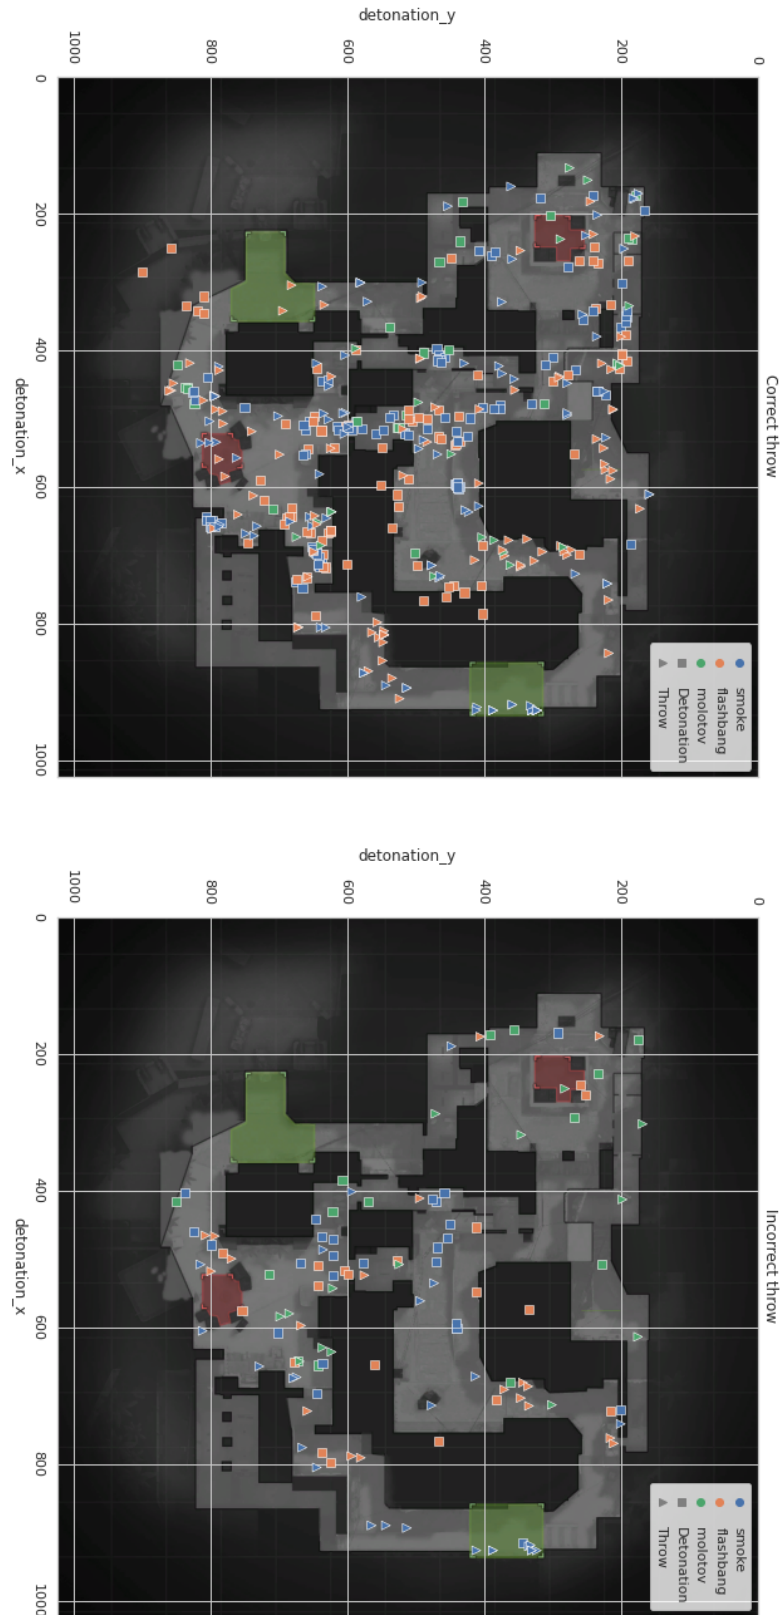 Correct throw
detonation_y
0
200
400
600
800
1000
0
200
400
600
800
1000
detonation_x
smoke
flashbang
molotov
Detonation
Throw
Incorrect throw
detonation_y
0
200
400
600
800
1000
0
200
400
600
800
1000
detonation_x
smoke
flashbang
molotov
Detonation
Throw